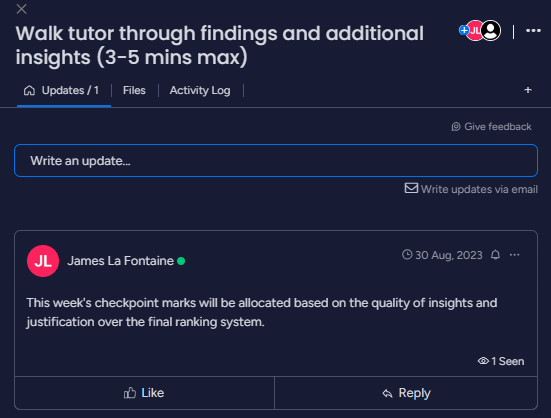 Walk tutor through findings and additional
insights (3-5 mins max)
JL
Updates / 1
Files
Activity Log
+
Give feedback
Write an update...
Write updates via email
JL
James La Fontaine
30 Aug, 2023
This week's checkpoint marks will be allocated based on the quality of insights and
justification over the final ranking system.
1 Seen
Like
Reply